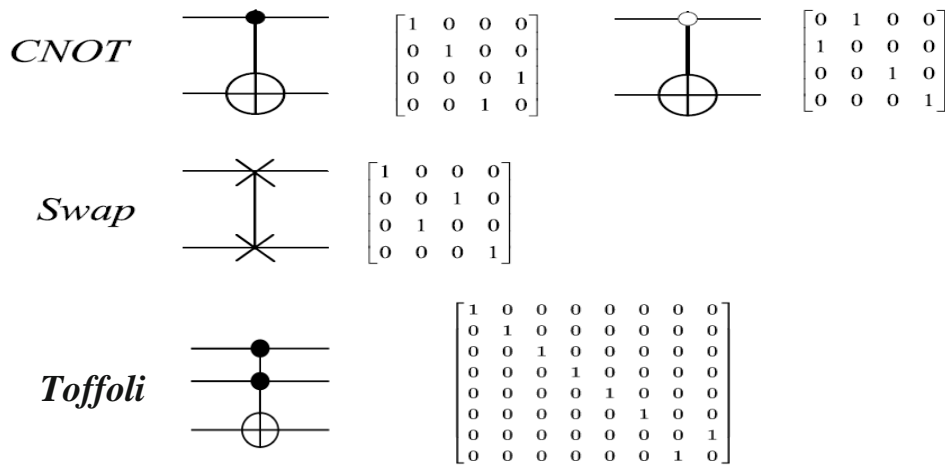 CNOT
1 0 0 0
0 1 0 0
0 0 0 1
0 0 1 0
0 1 0 0
1 0 0 0
0 0 1 0
0 0 0 1
Swap
1 0 0 0
0 0 1 0
0 1 0 0
0 0 0 1
Toffoli
1 0 0 0 0 0 0 0
0 1 0 0 0 0 0 0
0 0 1 0 0 0 0 0
0 0 0 1 0 0 0 0
0 0 0 0 1 0 0 0
0 0 0 0 0 1 0 0
0 0 0 0 0 0 0 1
0 0 0 0 0 0 1 0